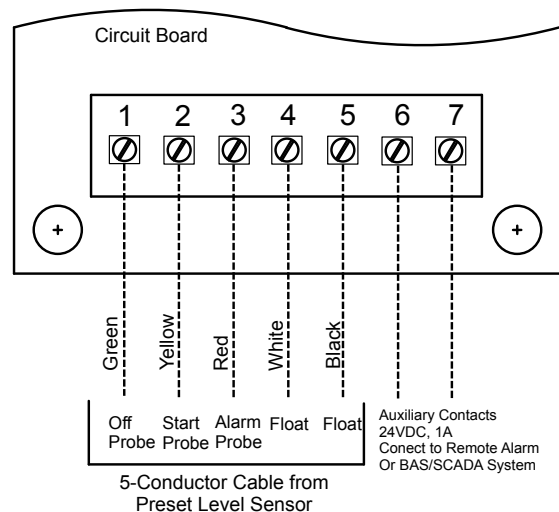 Circuit Board
1 2 3 4 5 6 7
Green
Yellow
Red
White
Black
Off
Probe
Start
Probe
Alarm
Probe
Float
Float
Auxiliary Contacts
24VDC, 1A
Conect to Remote Alarm
Or BAS/SCADA System
5-Conductor Cable from
Preset Level Sensor